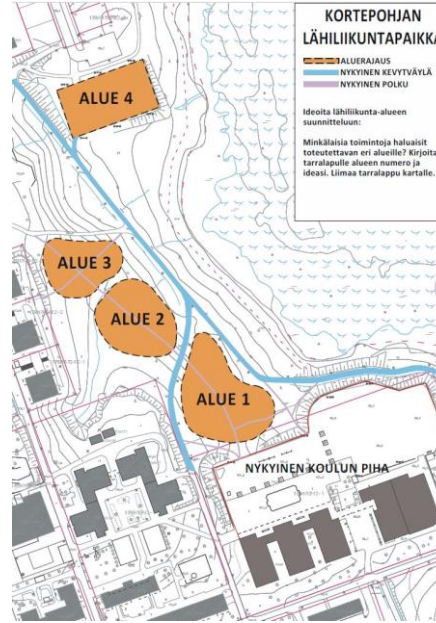 KORTEPOHJAN
LÄHILIIKUNTAPAIKKA
ALUERAJAUS
NYKYINEN KEVYTVÄYLÄ
NYKYINEN POLKU
Ideoita lähiliikunta-alueen
suunnitteluun:
Minkälaisia toimintoja haluaisit
toteutettavan eri alueille? Kirjoita
tarralapulle alueen numero ja
ideasi. Liimaa tarralappu kartalle.
ALUE 4
ALUE 3
ALUE 2
ALUE 1
NYKYINEN KOULUN PIHA